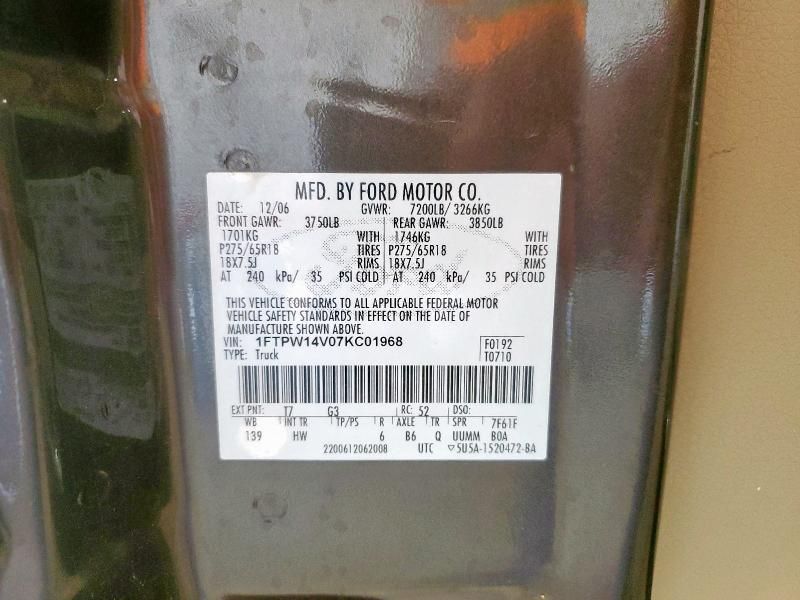 MFD. BY FORD MOTOR CO.
DATE: 12/06 GVWR: 7200LB/ 3266KG
FRONT GAWR: 3750LB REAR GAWR: 3850LB
1701KG WITH 1746KG WITH
P275/65R18 TIRES P275/65R18 TIRES
18X7.5J RIMS 18X7.5J RIMS
AT 240 kPa/ 35 PSI COLD AT 240 kPa/ 35 PSI COLD
THIS VEHICLE CONFORMS TO ALL APPLICABLE FEDERAL MOTOR
VEHICLE SAFETY STANDARDS IN EFFECT ON THE DATE OF
MANUFACTURE SHOWN ABOVE.
VIN: 1FTPW14V07KC01968 F0192
TYPE: Truck T0710
EXT PNT: T7 G3 RC: 52 DSO:
WB INT TR TP/PS R AXLE TR SPR 7F61F
139 HW 6 B6 Q UUMM B0A
2200612062008 UTC ▽5U5A-1520472-BA